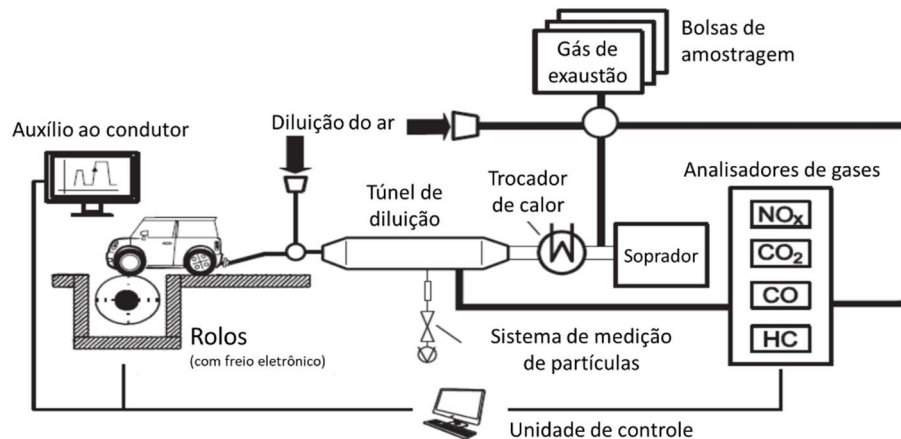 Bolsas de
amostragem
Gás de
exaustão
Auxílio ao condutor
Diluição do ar
Túnel de
diluição
Trocador
de calor
Soprador
Analisadores de gases
NOₓ
CO₂
CO
HC
Rolos
(com freio eletrônico)
Sistema de medição
de partículas
Unidade de controle